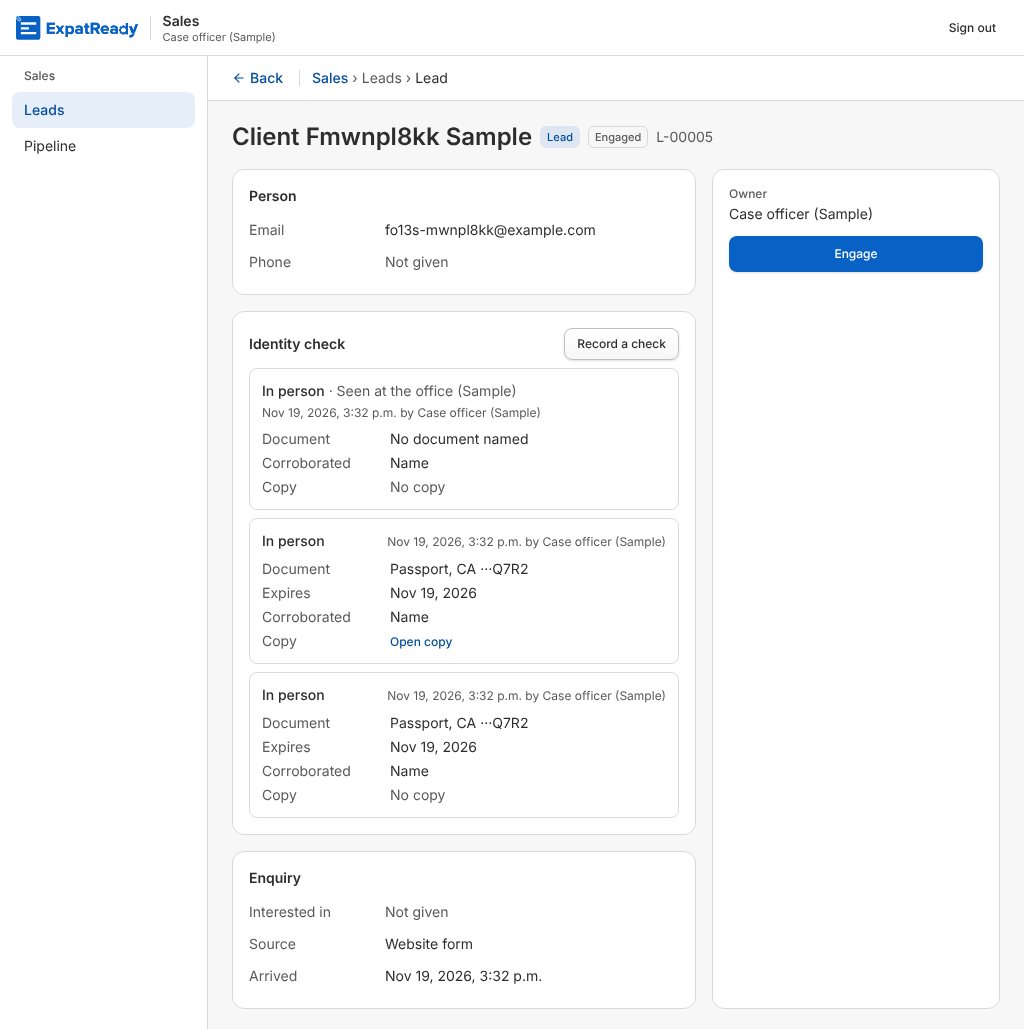 ExpatReady
Sales
Case officer (Sample)
Sign out
Sales
Leads
Pipeline
← Back
Sales › Leads › Lead
Client Fmwnpl8kk Sample Lead Engaged L-00005
Person
Email fo13s-mwnpl8kk@example.com
Phone Not given
Identity check Record a check
In person · Seen at the office (Sample)
Nov 19, 2026, 3:32 p.m. by Case officer (Sample)
Document No document named
Corroborated Name
Copy No copy
In person Nov 19, 2026, 3:32 p.m. by Case officer (Sample)
Document Passport, CA ···Q7R2
Expires Nov 19, 2026
Corroborated Name
Copy Open copy
In person Nov 19, 2026, 3:32 p.m. by Case officer (Sample)
Document Passport, CA ···Q7R2
Expires Nov 19, 2026
Corroborated Name
Copy No copy
Enquiry
Interested in Not given
Source Website form
Arrived Nov 19, 2026, 3:32 p.m.
Owner
Case officer (Sample)
Engage